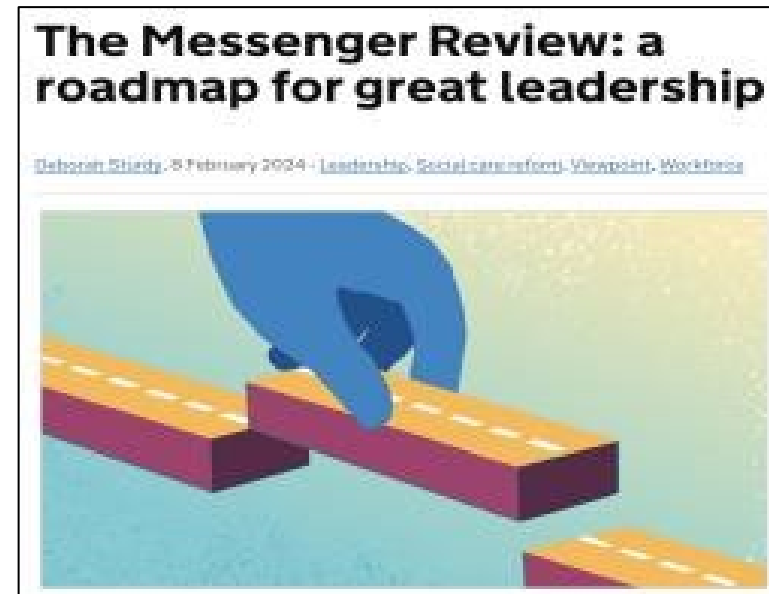 The Messenger Review: a
roadmap for great leadership
Deborah Sturdy, 8 February 2024 - Leadership, Social care reform, Viewpoint, Workforce